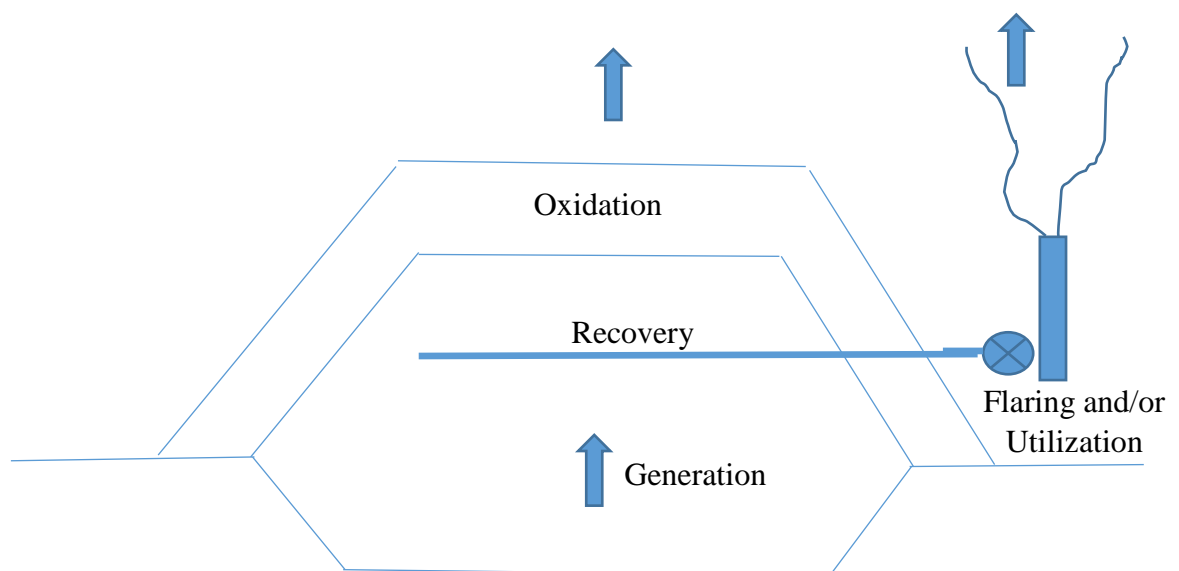 Oxidation
Recovery
Flaring and/or
Utilization
Generation